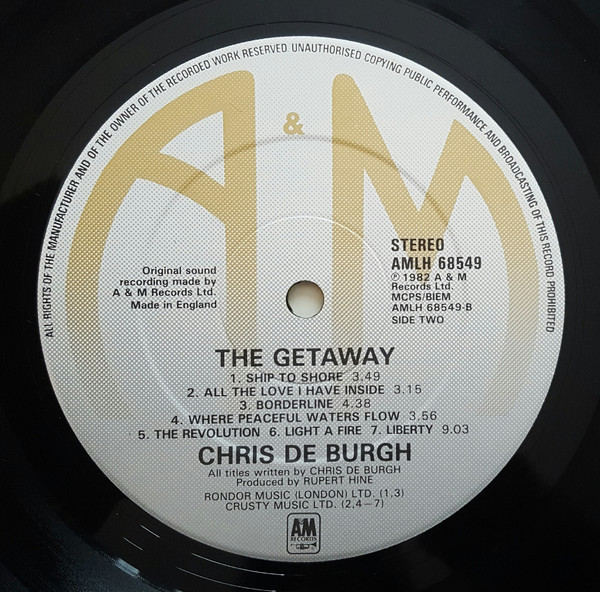 ALL RIGHTS OF THE MANUFACTURER AND OF THE OWNER OF THE RECORDED WORK RESERVED. UNAUTHORISED COPYING PUBLIC PERFORMANCE AND BROADCASTING OF THIS RECORD PROHIBITED
A & M
Original sound
recording made by
A & M Records Ltd.
Made in England
STEREO
AMLH 68549
℗ 1982 A & M
Records Ltd.
MCPS/BIEM
AMLH 68549-B
SIDE TWO
THE GETAWAY
1. SHIP TO SHORE 3.49
2. ALL THE LOVE I HAVE INSIDE 3.15
3. BORDERLINE 4.38
4. WHERE PEACEFUL WATERS FLOW 3.56
5. THE REVOLUTION 6. LIGHT A FIRE 7. LIBERTY 9.03
CHRIS DE BURGH
All titles written by CHRIS DE BURGH
Produced by RUPERT HINE
RONDOR MUSIC (LONDON) LTD. (1,3)
CRUSTY MUSIC LTD. (2,4–7)
A&M
RECORDS